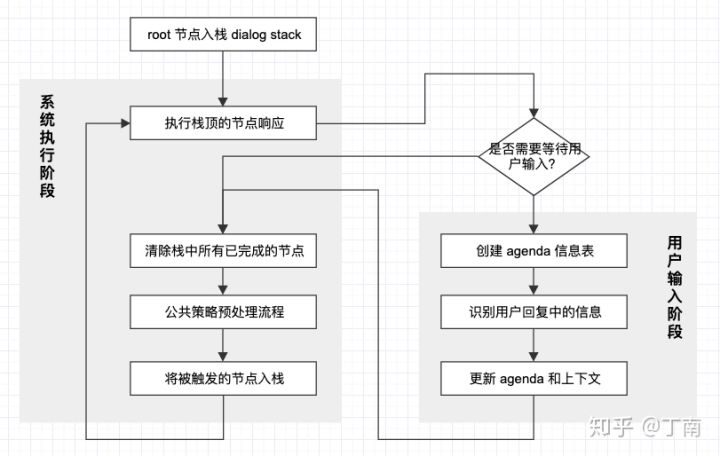 root 节点入栈 dialog stack
系统执行阶段
执行栈顶的节点响应
是否需要等待用
户输入?
清除栈中所有已完成的节点
公共策略预处理流程
将被触发的节点入栈
用户输入阶段
创建 agenda 信息表
识别用户回复中的信息
更新 agenda 和上下文
知乎 @丁南